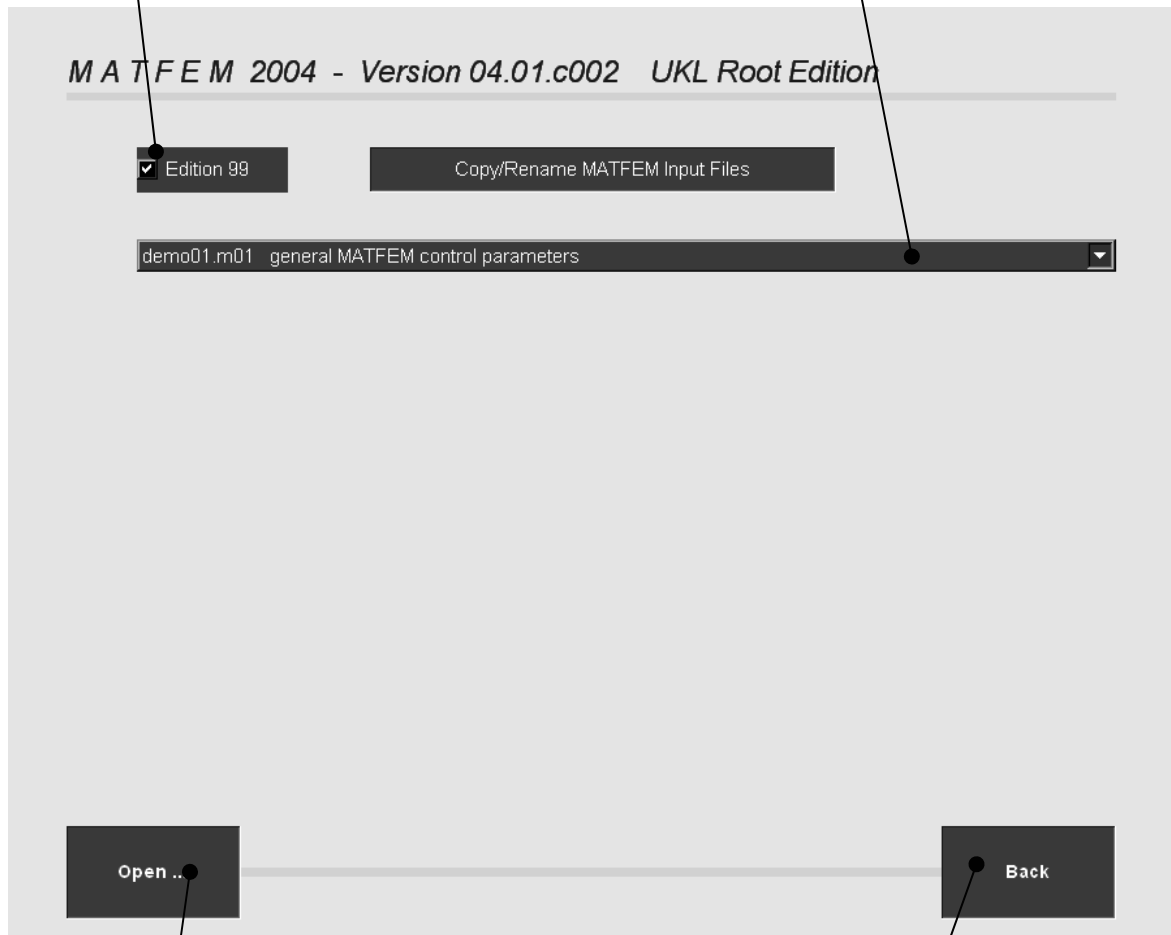 M A T F E M 2004 - Version 04.01.c002 UKL Root Edition
Edition 99
Copy/Rename MATFEM Input Files
demo01.m01 general MATFEM control parameters
Open ...
Back